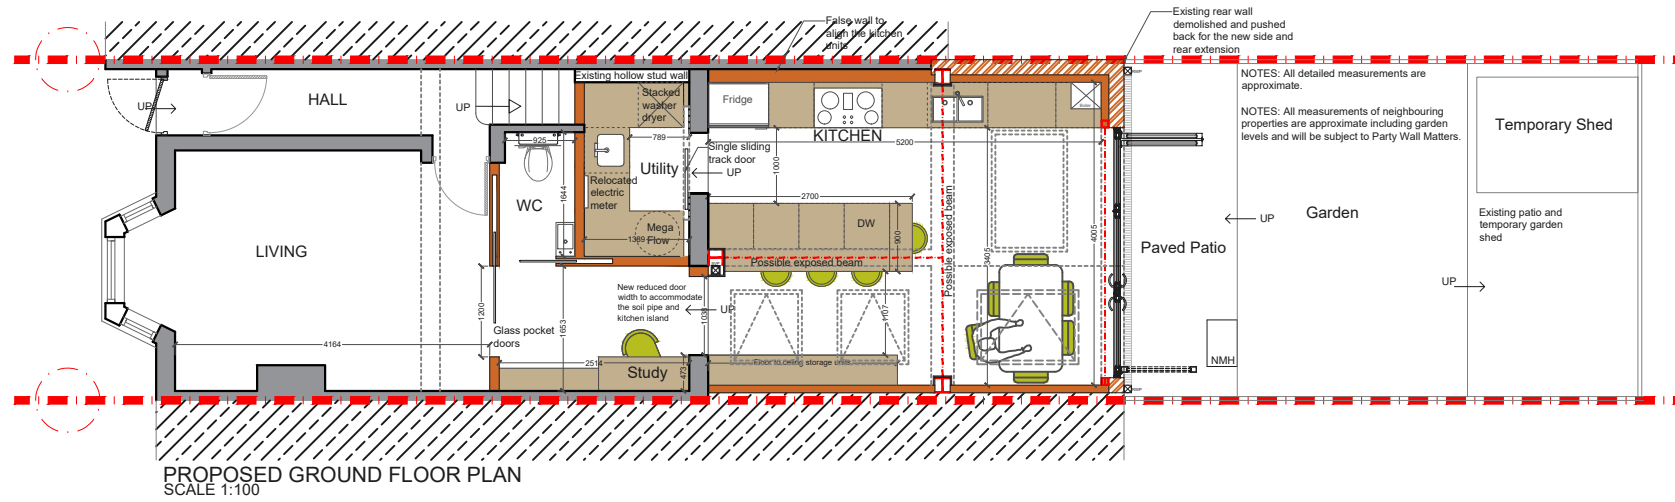 False wall to
align the kitchen
units
Existing rear wall
demolished and pushed
back for the new side and
rear extension
Existing hollow stud wall
NOTES: All detailed measurements are
approximate.
NOTES: All measurements of neighbouring
properties are approximate including garden
levels and will be subject to Party Wall Matters.
UP
HALL
UP
Stacked
washer
dryer
789
Fridge
KITCHEN
Boiler
5200
Temporary Shed
925
Single sliding
track door
UP
Utility
1644
1000
Relocated
electric
meter
WC
2700
Mega
Flow
1369
DW
900
Possible exposed beam
Possible exposed beam
3405
4005
LIVING
UP
Garden
Paved Patio
Existing patio and
temporary garden
shed
UP
New reduced door
width to accommodate
the soil pipe and
kitchen island
UP
1200
1653
1038
1107
Glass pocket
doors
4164
2514
Study
473
Floor to ceiling storage units
NMH
PROPOSED GROUND FLOOR PLAN
SCALE 1:100